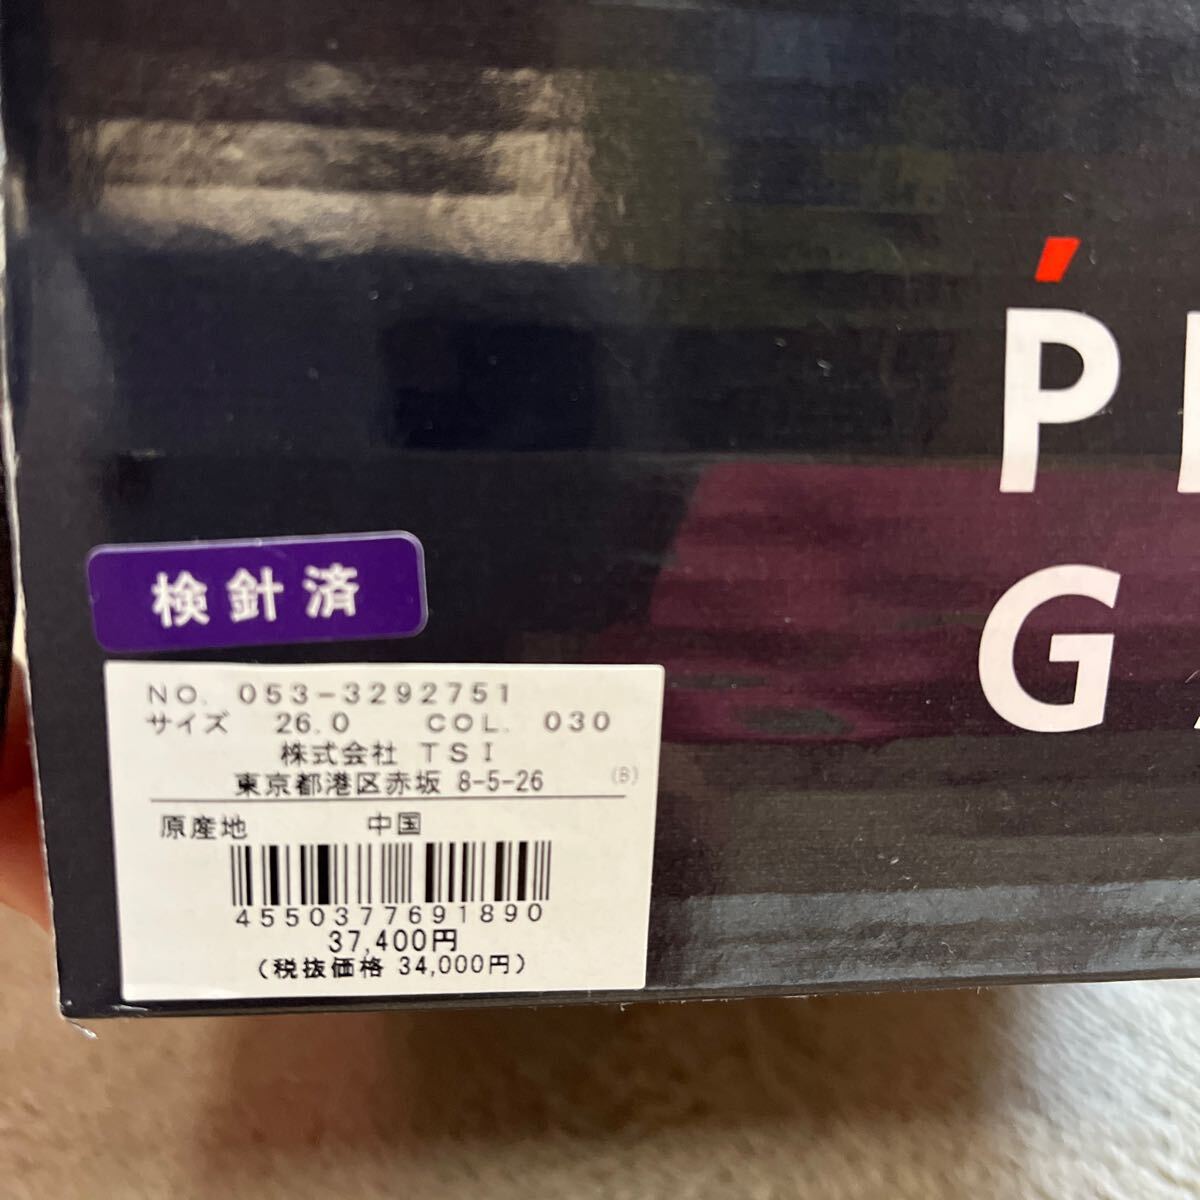 検針済
NO. 053-3292751
サイズ 26.0 COL. 030
株式会社 TSI
東京都港区赤坂 8-5-26 (B)
原産地 中国
4550377691890
37,400円
(税抜価格 34,000円)
P
G